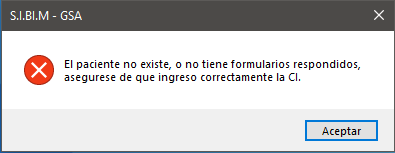 S.I.BI.M - GSA
El paciente no existe, o no tiene formularios respondidos,
asegurese de que ingreso correctamente la CI.
Aceptar